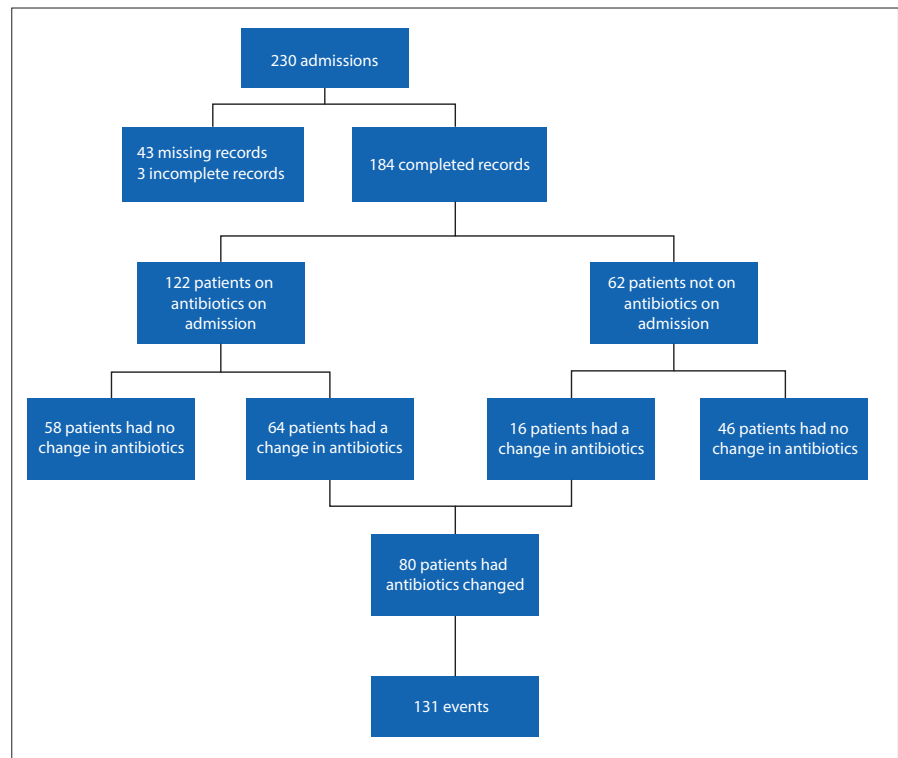 230 admissions
43 missing records
3 incomplete records
184 completed records
122 patients on
antibiotics on
admission
62 patients not on
antibiotics on
admission
58 patients had no
change in antibiotics
64 patients had a
change in antibiotics
16 patients had a
change in antibiotics
46 patients had no
change in antibiotics
80 patients had
antibiotics changed
131 events